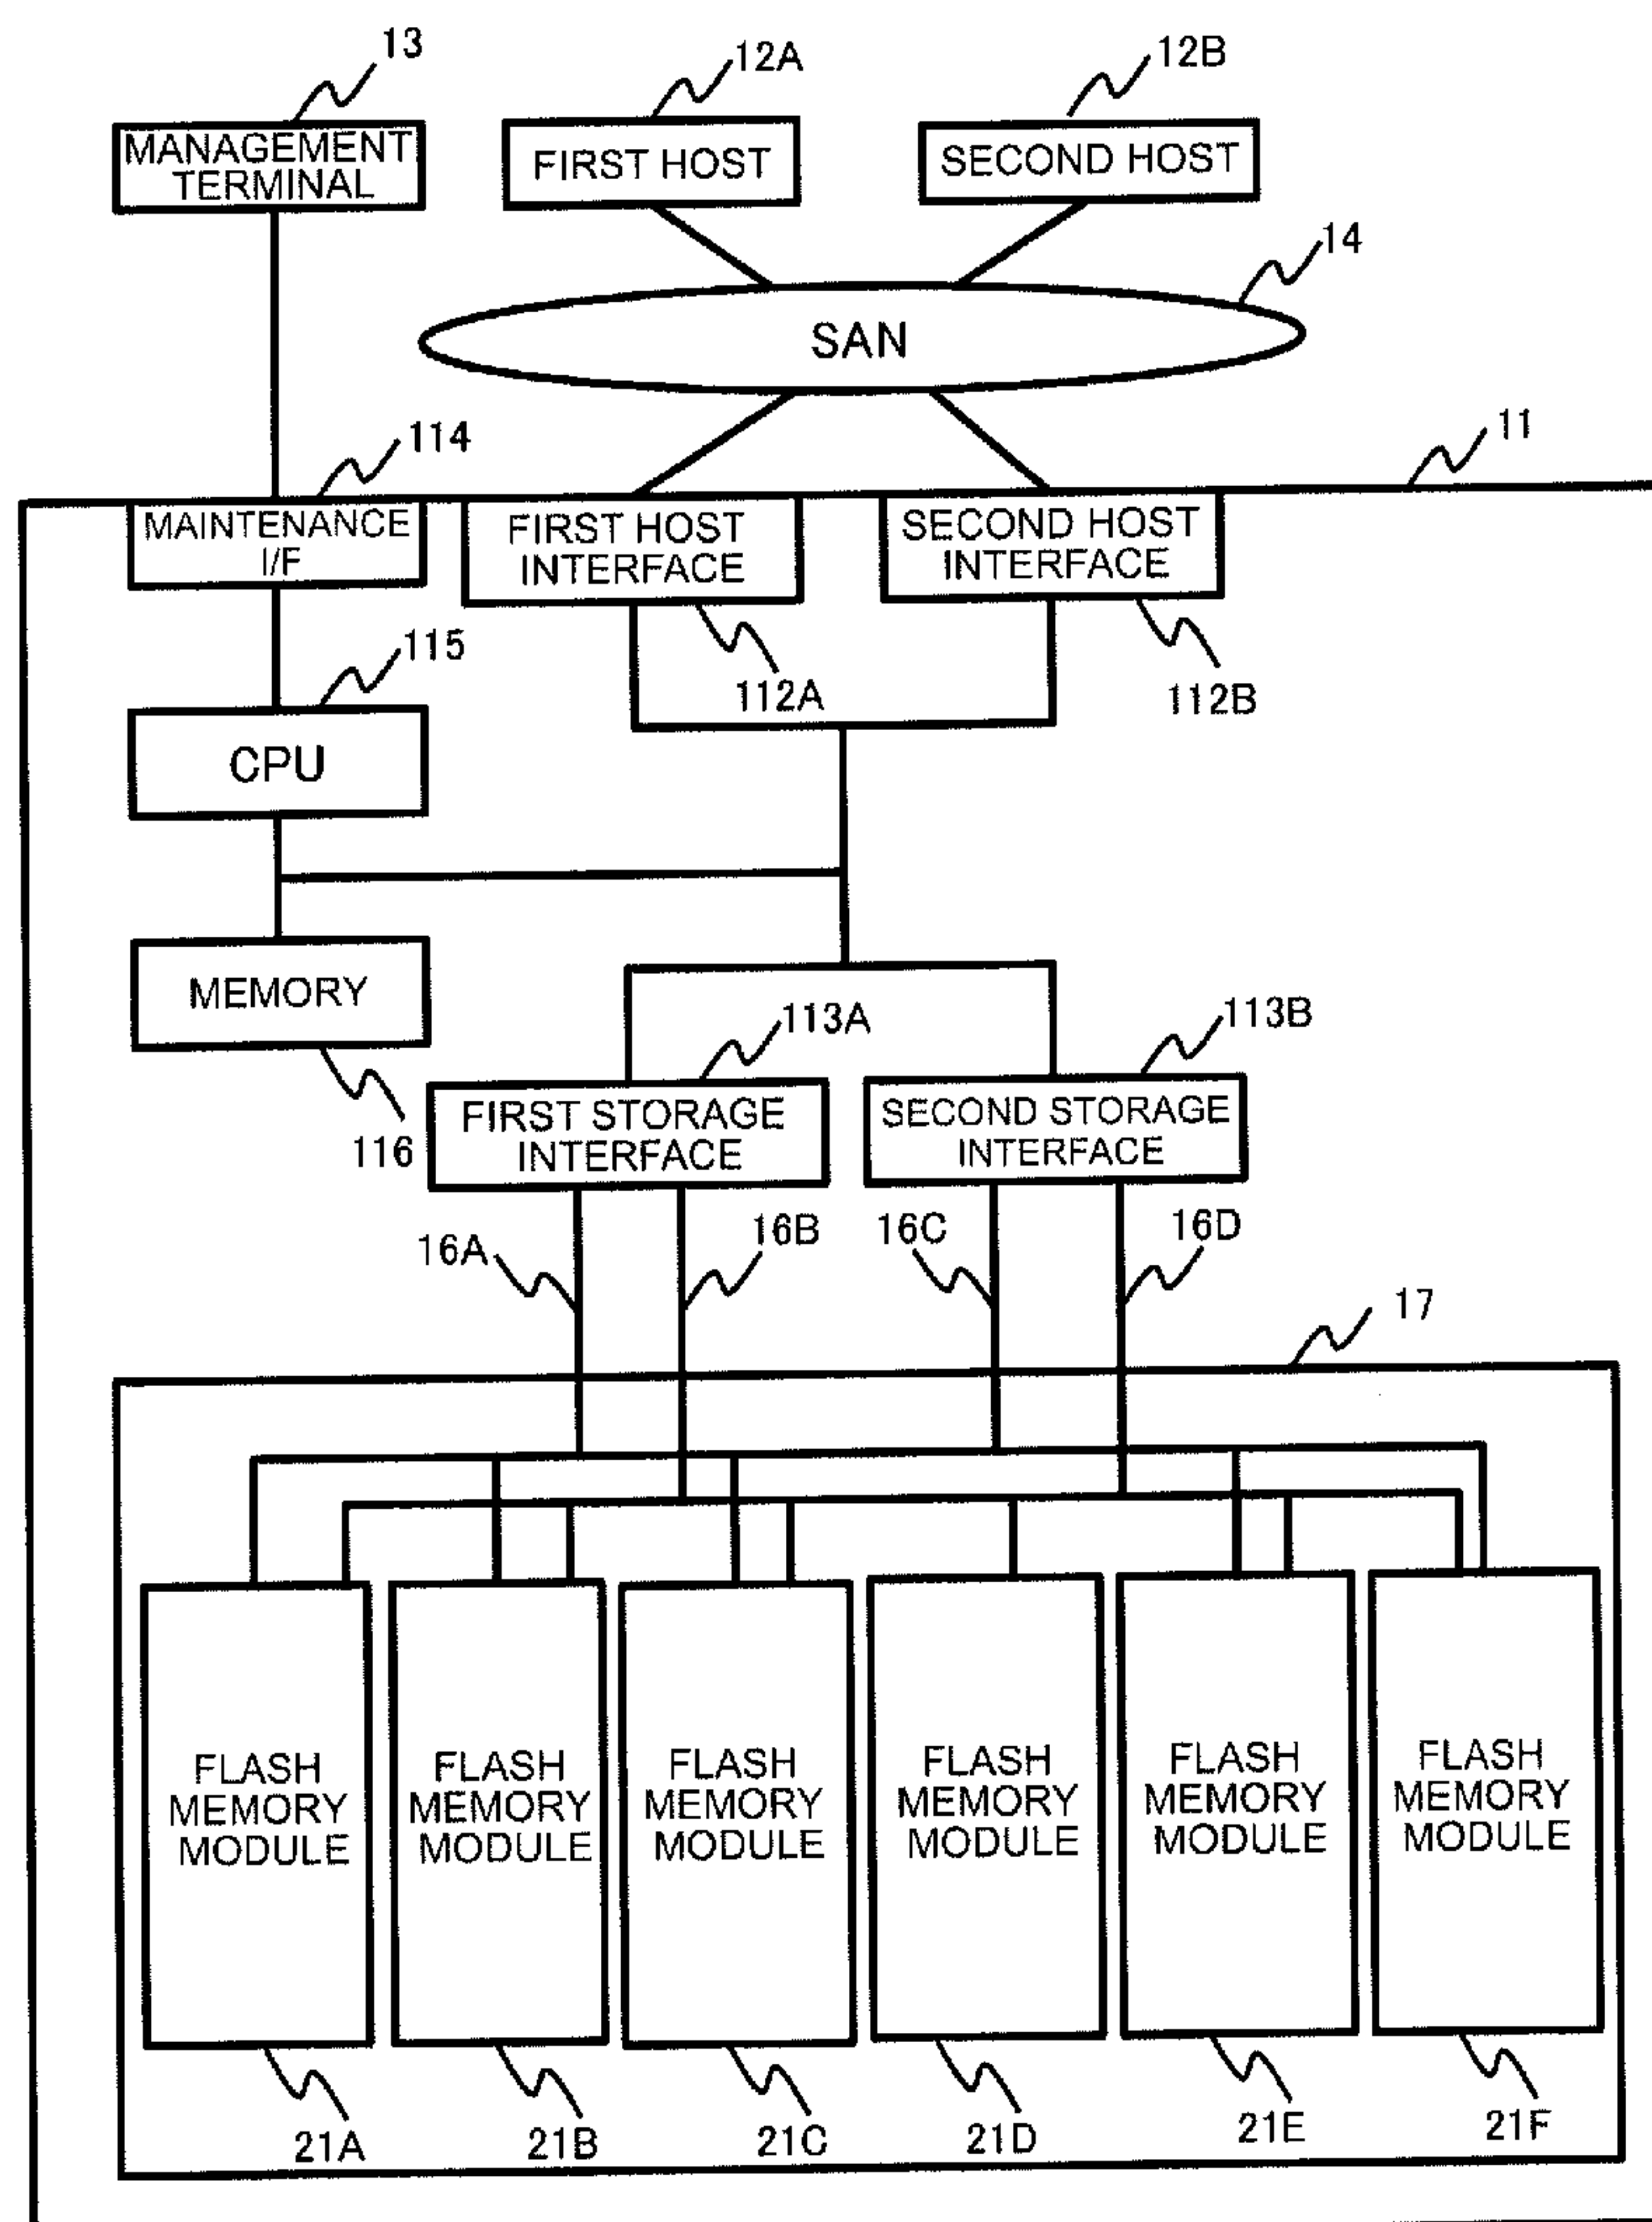 13
12A
12B
MANAGEMENT
TERMINAL
FIRST HOST
SECOND HOST
14
SAN
114
11
MAINTENANCE
I/F
FIRST HOST
INTERFACE
SECOND HOST
INTERFACE
115
112A
112B
CPU
MEMORY
113A
113B
116
FIRST STORAGE
INTERFACE
SECOND STORAGE
INTERFACE
16A
16B
16C
16D
17
FLASH
MEMORY
MODULE
FLASH
MEMORY
MODULE
FLASH
MEMORY
MODULE
FLASH
MEMORY
MODULE
FLASH
MEMORY
MODULE
FLASH
MEMORY
MODULE
21A
21B
21C
21D
21E
21F